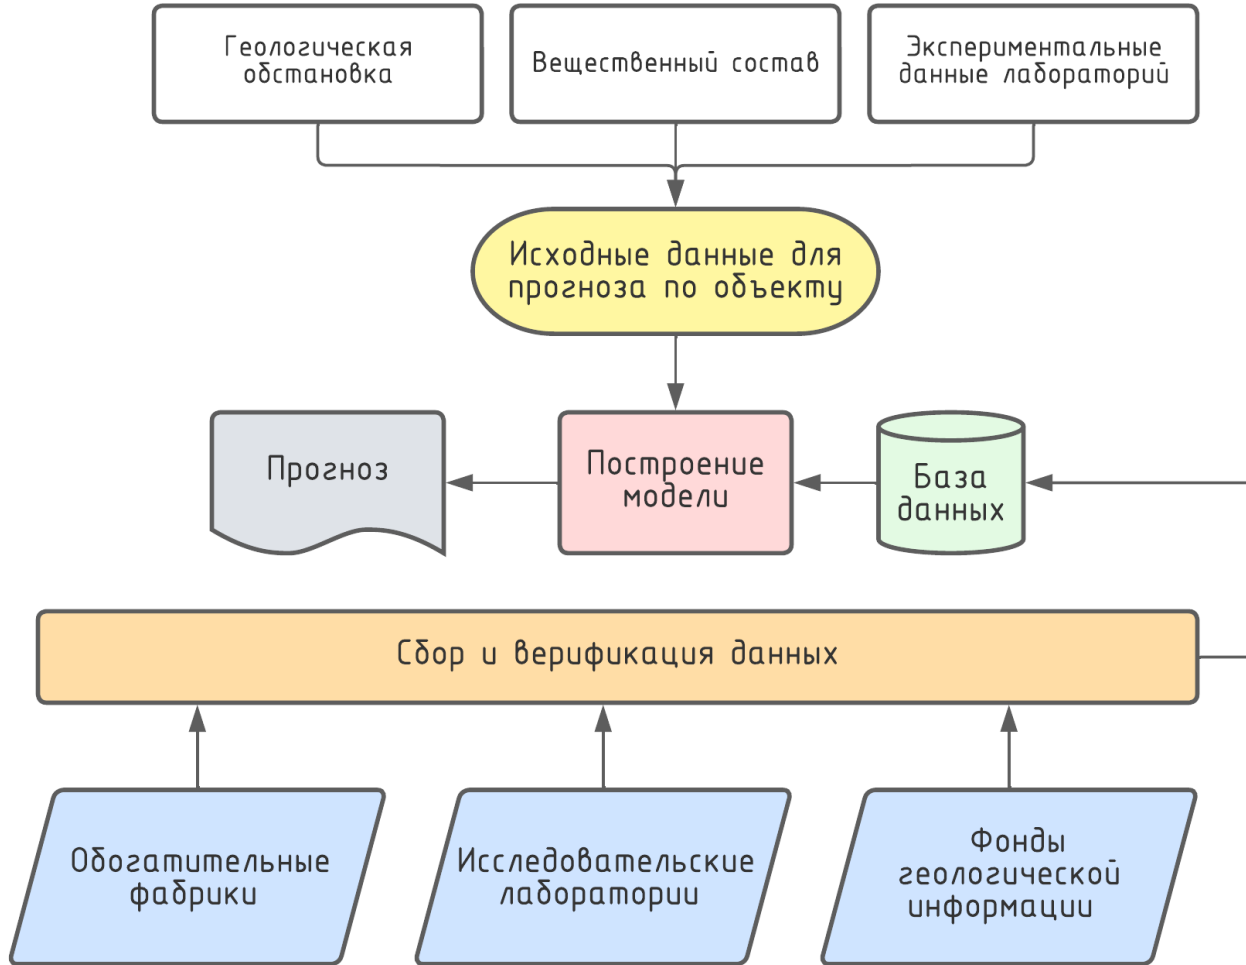 Геологическая
обстановка
Вещественный состав
Экспериментальные
данные лабораторий
Исходные данные для
прогноза по объекту
Прогноз
Построение
модели
База
данных
Сбор и верификация данных
Обогатительные
фабрики
Исследовательские
лаборатории
Фонды
геологической
информации